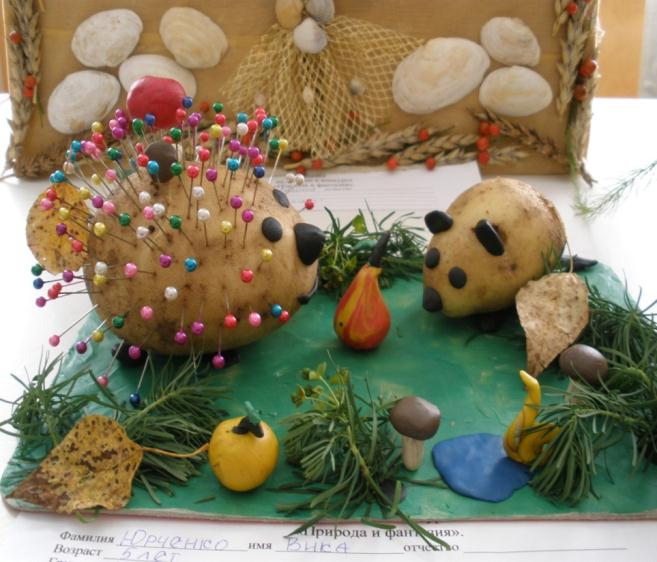 «Природа и фантазия».
Фамилия Юрченко имя Вика отчество
Возраст 5 лет